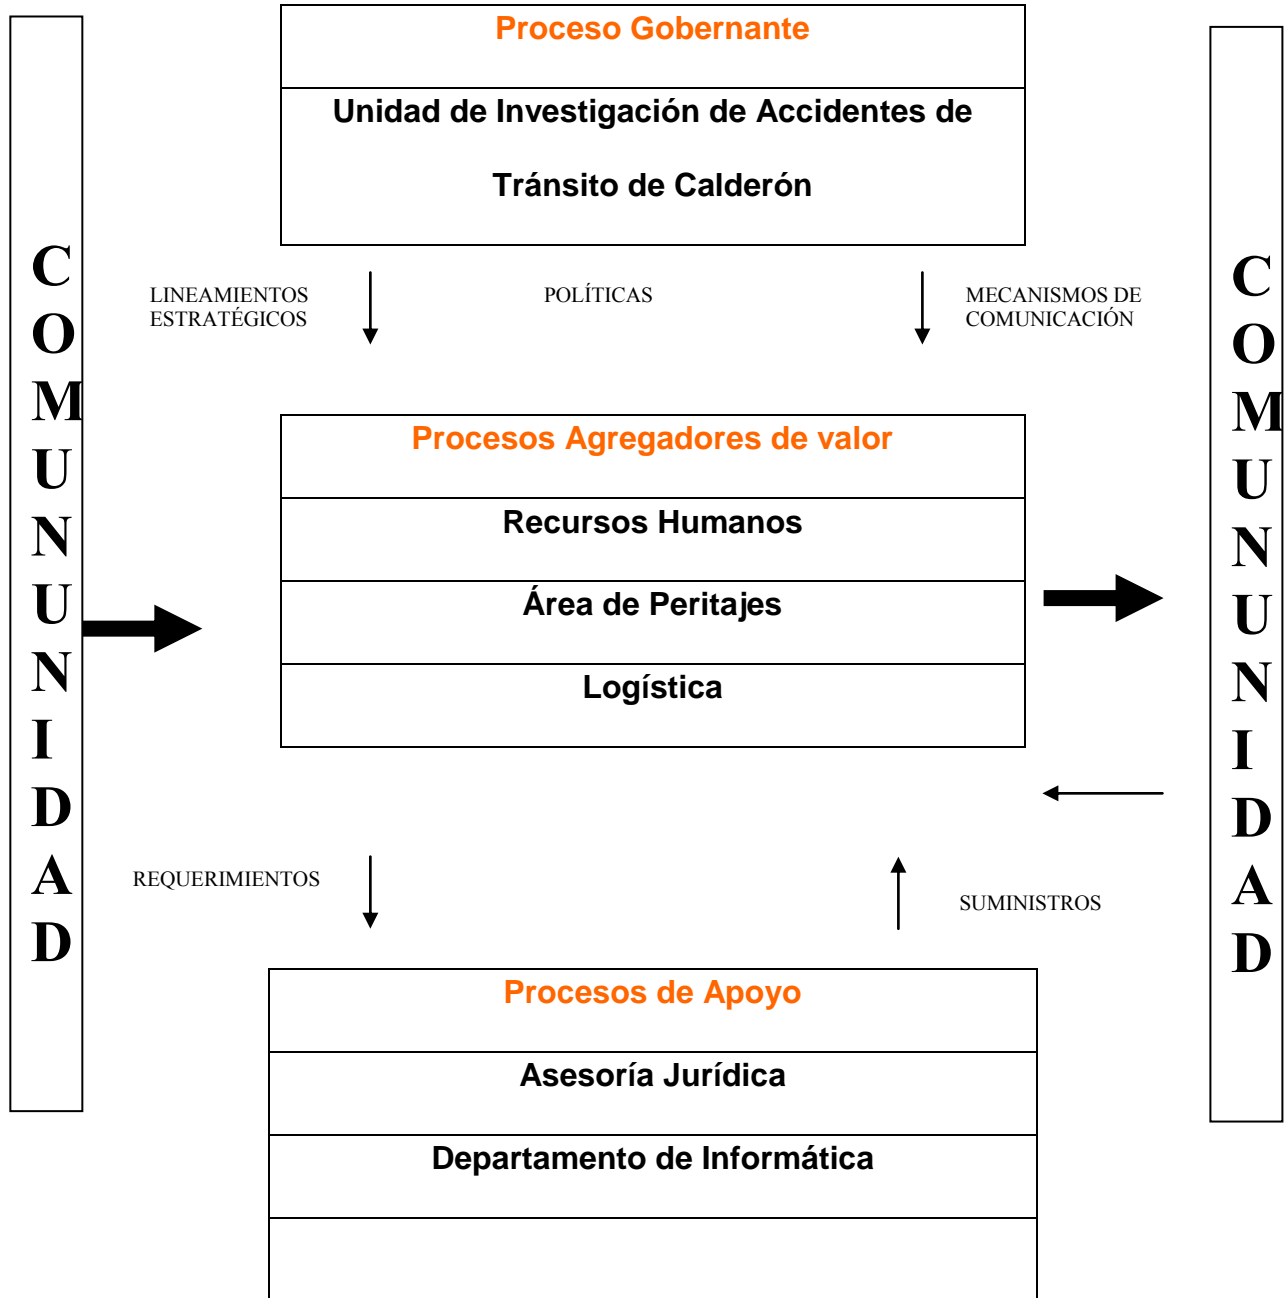 Proceso Gobernante
Unidad de Investigación de Accidentes de
Tránsito de Calderón
COMUNIDAD
LINEAMIENTOS
ESTRATÉGICOS
POLÍTICAS
MECANISMOS DE
COMUNICACIÓN
COMUNIDAD
Procesos Agregadores de valor
Recursos Humanos
Área de Peritajes
Logística
REQUERIMIENTOS
SUMINISTROS
Procesos de Apoyo
Asesoría Jurídica
Departamento de Informática